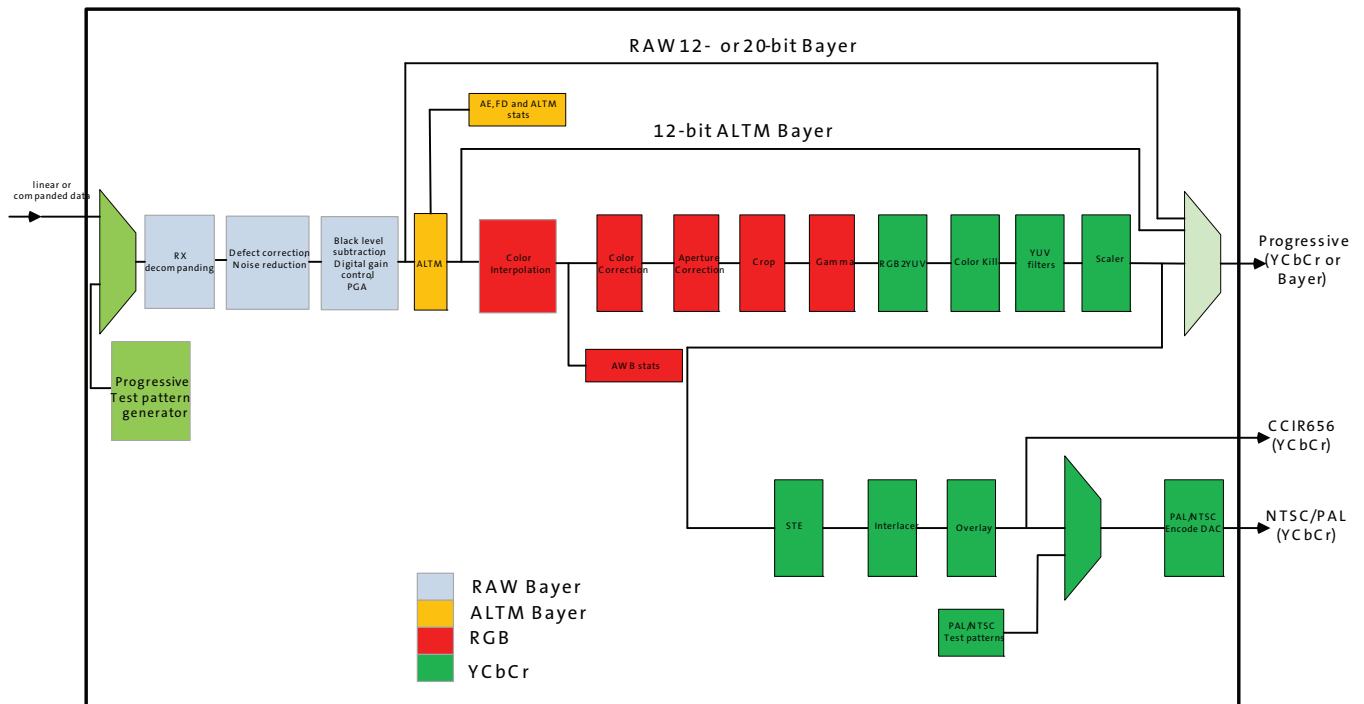 RAW 12- or 20-bit Bayer
AE, FD and ALTM
stats
12-bit ALTM Bayer
linear or
companded data
RX
decompanding
Defect correction
Noise reduction
Black level
subtraction
Digital gain
control
PGA
ALTM
Color
Interpolation
Color
Correction
Aperture
Correction
Crop
Gamma
RGB2YUV
Color Kill
YUV
filters
Scaler
Progressive
(YCbCr or
Bayer)
AWB stats
Progressive
Test pattern
generator
CCIR656
(YCbCr)
STE
Interlacer
Overlay
PAL/NTSC
Encode DAC
NTSC/PAL
(YCbCr)
PAL/NTSC
Test patterns
RAW Bayer
ALTM Bayer
RGB
YCbCr